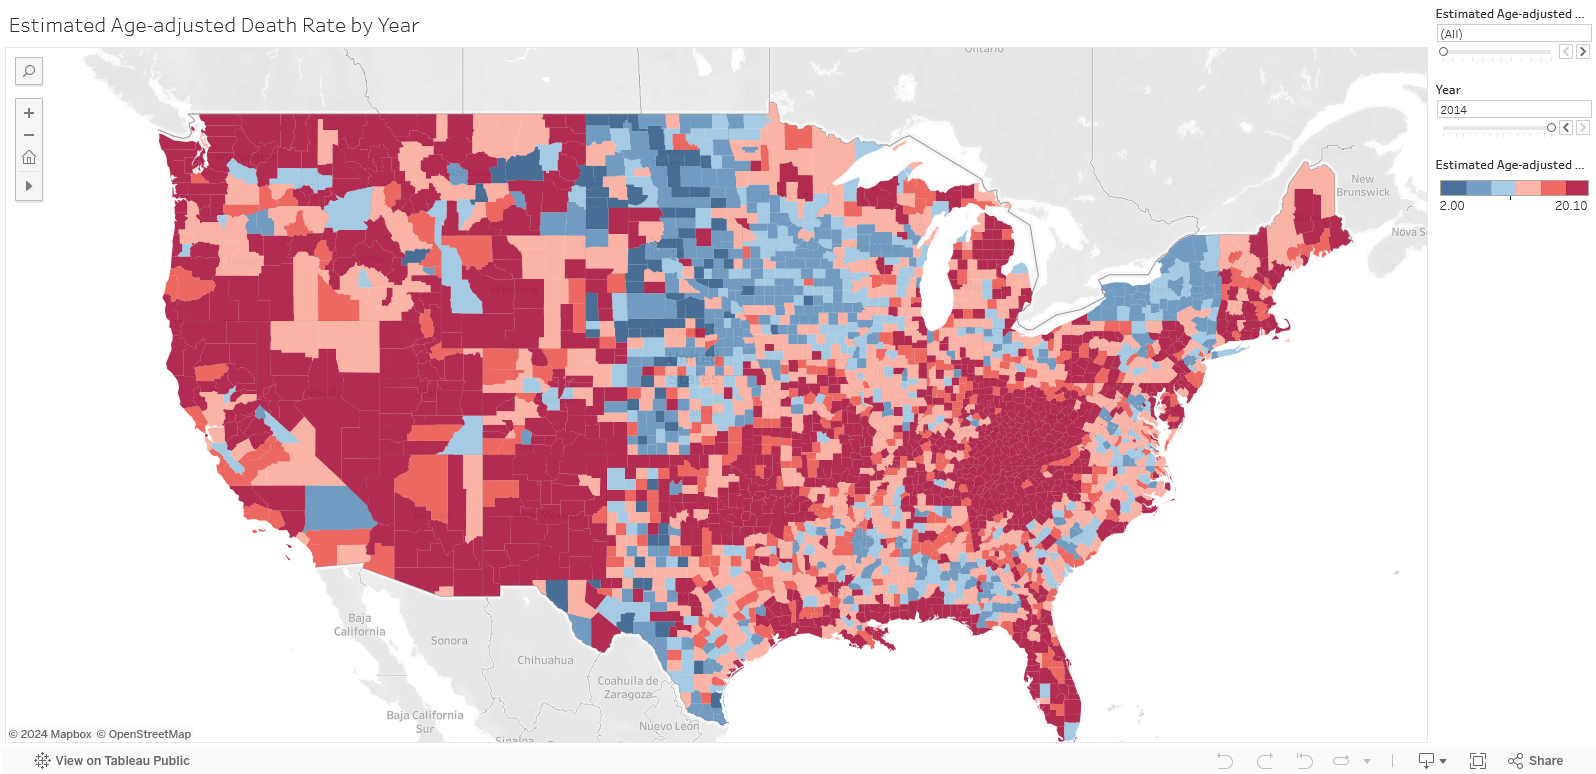 Estimated Age-adjusted Death Rate by Year
Estimated Age-adjusted ...
(All)
Year
2014
Estimated Age-adjusted ...
2.00
20.10
Ontario
New
Brunswick
Nova S
United
States
Baja
California
Sonora
Chihuahua
Coahuila de
Zaragoza
Baja California
Sur
Nuevo León
Sinaloa
© 2024 Mapbox © OpenStreetMap
View on Tableau Public
Share